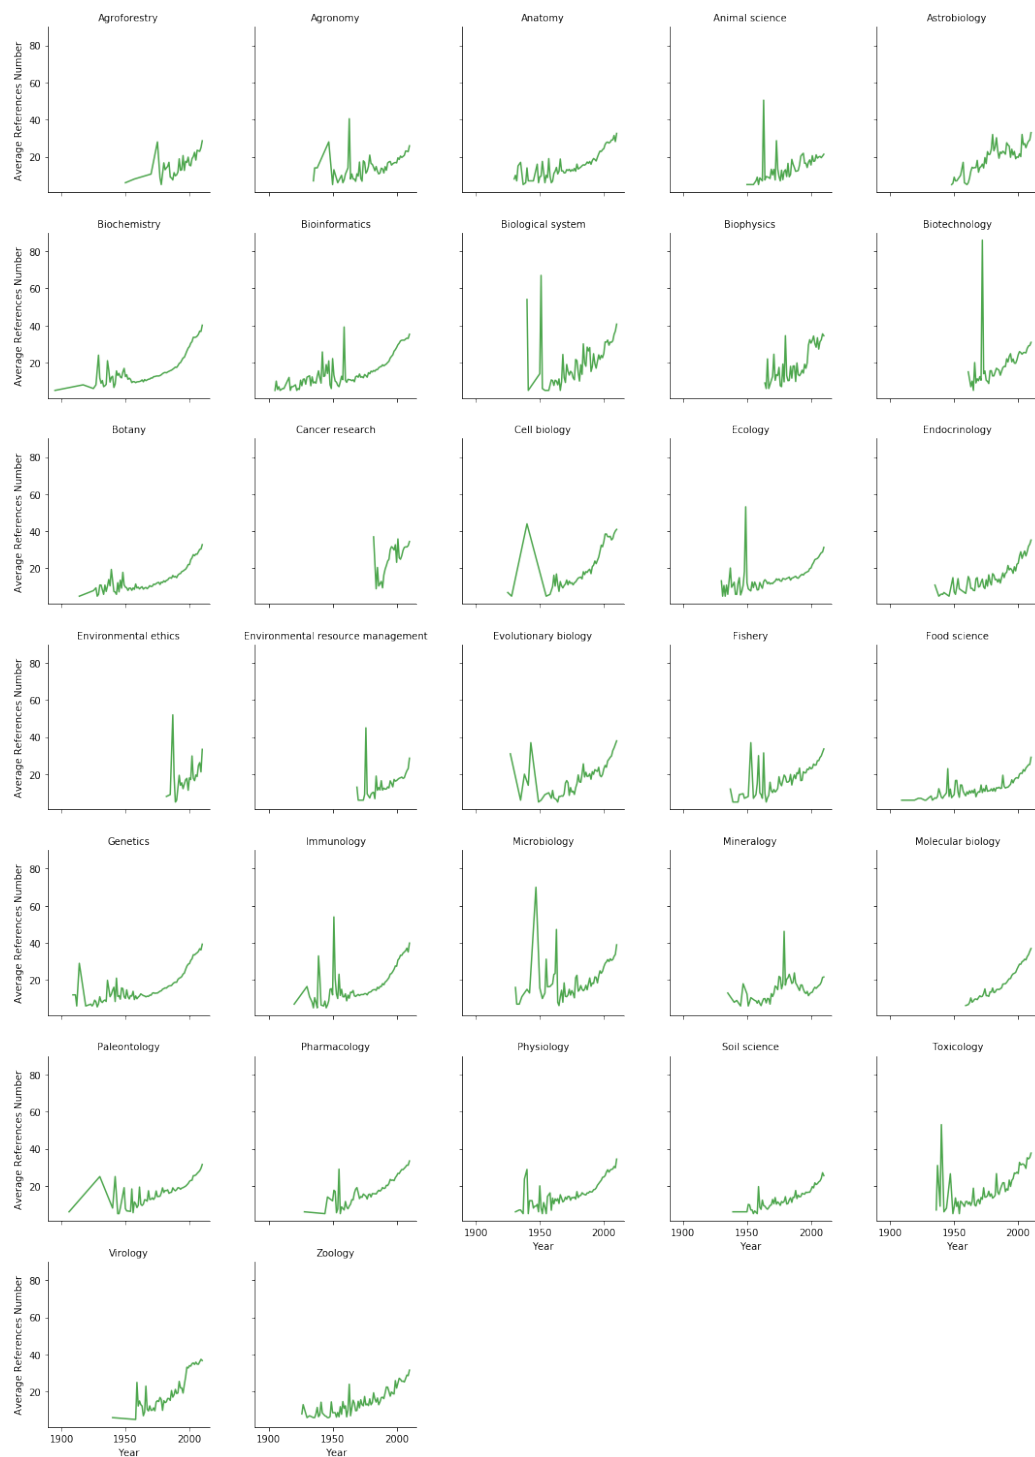 Agroforestry Agronomy Anatomy Animal science Astrobiology
Average References Number
80
60
40
20
Biochemistry Bioinformatics Biological system Biophysics Biotechnology
Average References Number
80
60
40
20
Botany Cancer research Cell biology Ecology Endocrinology
Average References Number
80
60
40
20
Environmental ethics Environmental resource management Evolutionary biology Fishery Food science
Average References Number
80
60
40
20
Genetics Immunology Microbiology Mineralogy Molecular biology
Average References Number
80
60
40
20
Paleontology Pharmacology Physiology Soil science Toxicology
Average References Number
80
60
40
20
1900 1950 2000 1900 1950 2000 1900 1950 2000
Year Year Year
Virology Zoology
Average References Number
80
60
40
20
1900 1950 2000 1900 1950 2000
Year Year